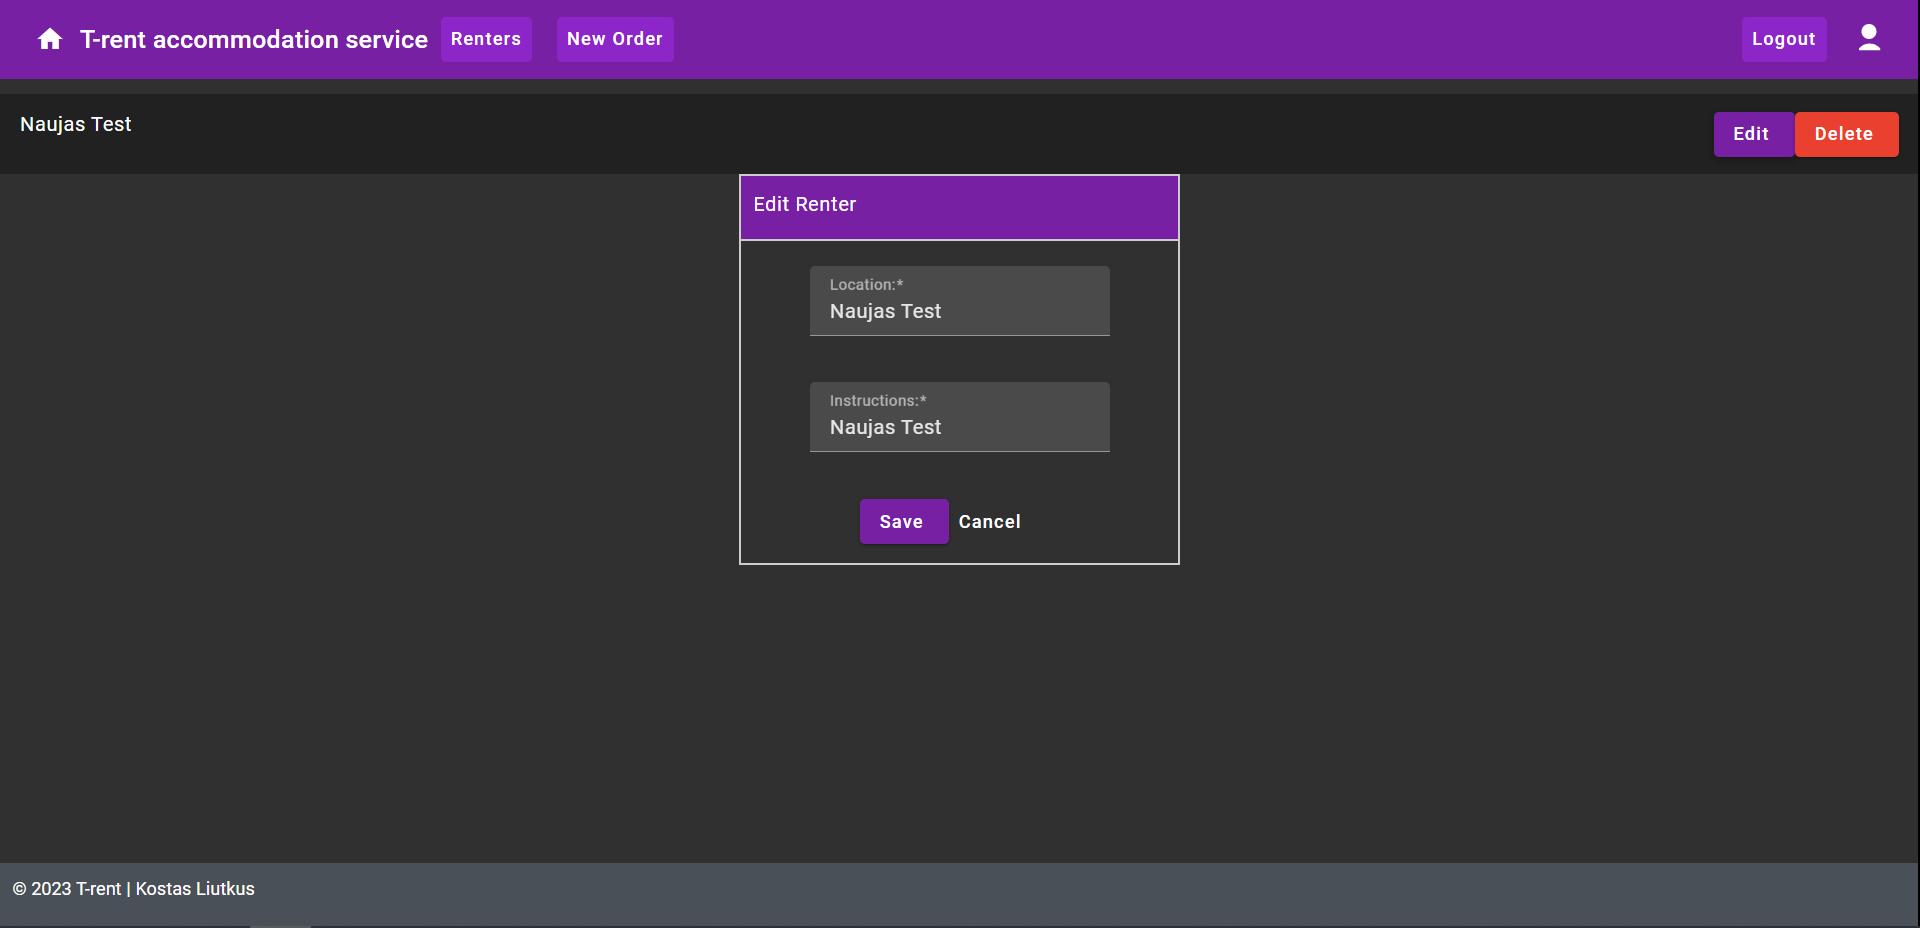 T-rent accommodation service Renters New Order Logout
Naujas Test Edit Delete
Edit Renter
Location:*
Naujas Test
Instructions:*
Naujas Test
Save Cancel
© 2023 T-rent | Kostas Liutkus